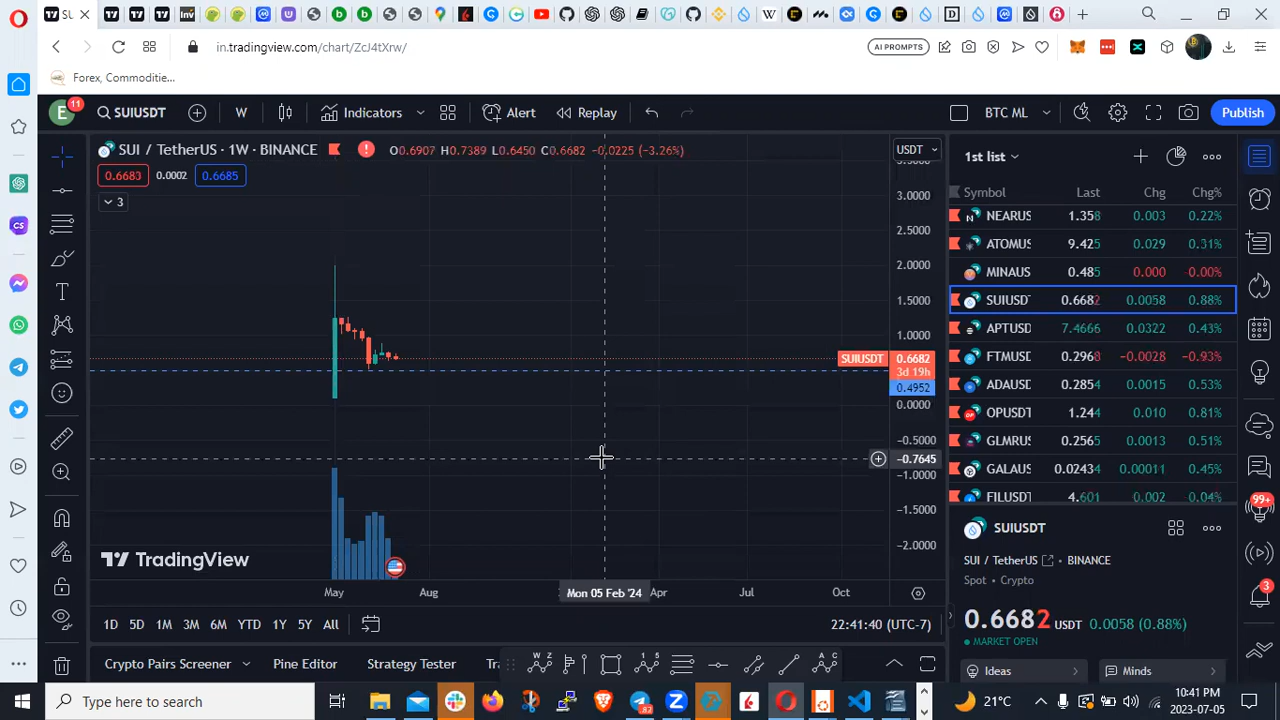 SL
Inv
in.tradingview.com/chart/ZcJ4tXrw/
AI PROMPTS
Forex, Commoditie...
E
11
SUIUSDT
W
Indicators
Alert
Replay
BTC ML
Publish
SUI / TetherUS · 1W · BINANCE
O0.6907 H0.7389 L0.6450 C0.6682 −0.0225 (−3.26%)
0.6683
0.0002
0.6685
3
USDT
3.0000
2.5000
2.0000
1.5000
1.0000
SUIUSDT
0.6682
3d 19h
0.4952
0.0000
−0.5000
−0.7645
−1.0000
−1.5000
−2.0000
TradingView
May
Aug
Mon 05 Feb '24
Apr
Jul
Oct
1D 5D 1M 3M 6M YTD 1Y 5Y All
22:41:40 (UTC-7)
Crypto Pairs Screener
Pine Editor
Strategy Tester
1st list
Symbol Last Chg Chg%
NEARUS 1.358 0.003 0.22%
ATOMUS 9.425 0.029 0.31%
MINAUS 0.485 0.000 -0.00%
SUIUSD 0.6682 0.0058 0.88%
APTUSD 7.4666 0.0322 0.43%
FTMUSD 0.2968 -0.0028 -0.93%
ADAUSD 0.2854 0.0015 0.53%
OPUSDT 1.244 0.010 0.81%
GLMRUS 0.2565 0.0013 0.51%
GALAUS 0.02434 0.00011 0.45%
FILUSDT 4.601 0.002 0.04%
99+
SUIUSDT
SUI / TetherUS
BINANCE
Spot • Crypto
0.6682 USDT 0.0058 (0.88%)
MARKET OPEN
3
Ideas
Minds
Type here to search
82
21°C
10:41 PM
2023-07-05